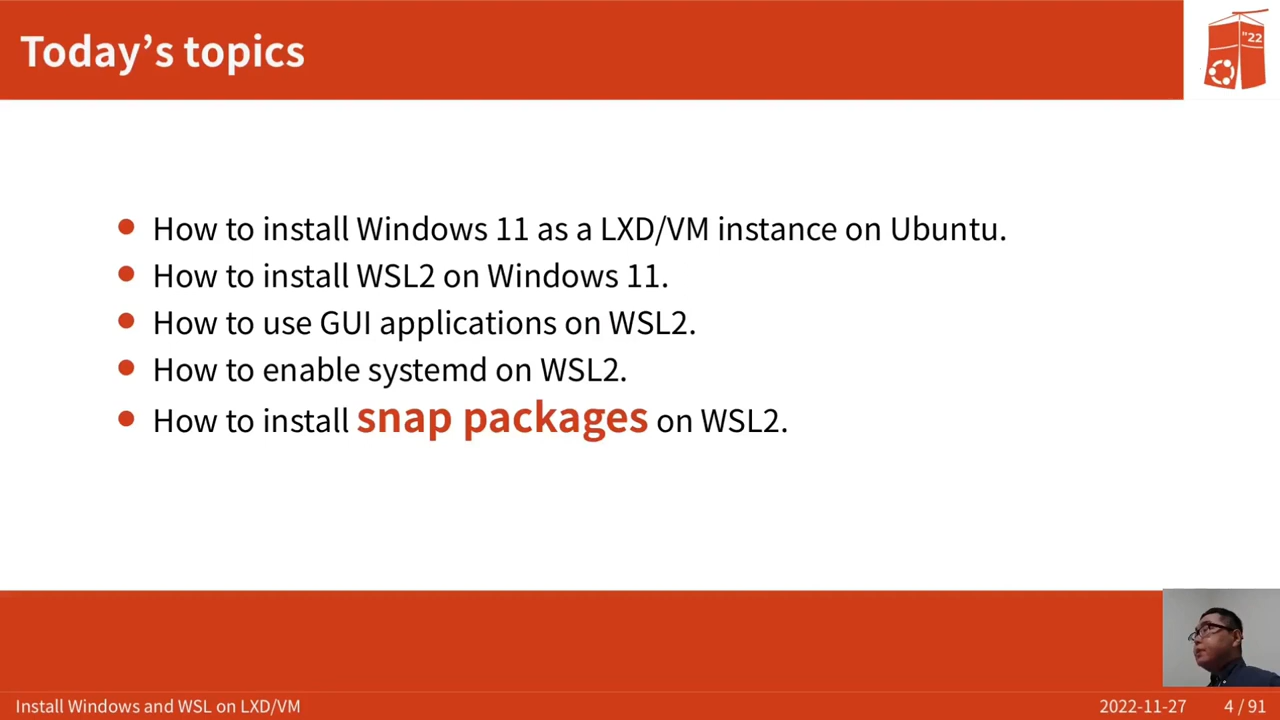 Today’s topics
"22
How to install Windows 11 as a LXD/VM instance on Ubuntu.
How to install WSL2 on Windows 11.
How to use GUI applications on WSL2.
How to enable systemd on WSL2.
How to install snap packages on WSL2.
Install Windows and WSL on LXD/VM
2022-11-27
4 / 91